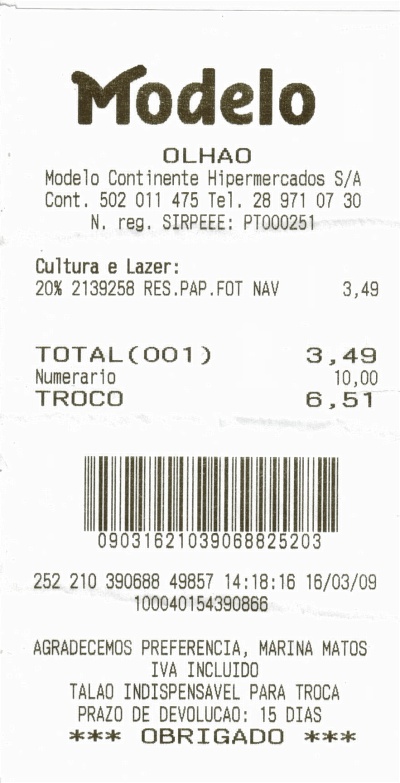 Modelo
OLHAO
Modelo Continente Hipermercados S/A
Cont. 502 011 475 Tel. 28 971 07 30
N. reg. SIRPEEE: PT000251
Cultura e Lazer:
20% 2139258 RES.PAP.FOT NAV 3,49
TOTAL(001) 3,49
Numerario 10,00
TROCO 6,51
09031621039068825203
252 210 390688 49857 14:18:16 16/03/09
100040154390866
AGRADECEMOS PREFERENCIA, MARINA MATOS
IVA INCLUIDO
TALAO INDISPENSAVEL PARA TROCA
PRAZO DE DEVOLUCAO: 15 DIAS
*** OBRIGADO ***